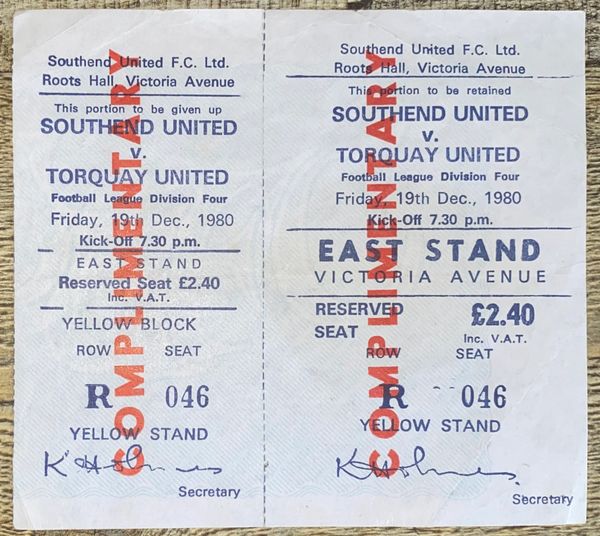 Southend United F.C. Ltd.
Roots Hall, Victoria Avenue
This portion to be given up
SOUTHEND UNITED
v.
TORQUAY UNITED
Football League Division Four
Friday, 19th Dec., 1980
Kick-Off 7.30 p.m.
EAST STAND
Reserved Seat £2.40
Inc. V.A.T.
YELLOW BLOCK
ROW SEAT
R 046
YELLOW STAND
K Holmes
Secretary
COMPLIMENTARY
Southend United F.C. Ltd.
Roots Hall, Victoria Avenue
This portion to be retained
SOUTHEND UNITED
v.
TORQUAY UNITED
Football League Division Four
Friday, 19th Dec., 1980
Kick-Off 7.30 p.m.
EAST STAND
VICTORIA AVENUE
RESERVED SEAT £2.40
Inc. V.A.T.
ROW SEAT
R 046
YELLOW STAND
K Holmes
Secretary
COMPLIMENTARY